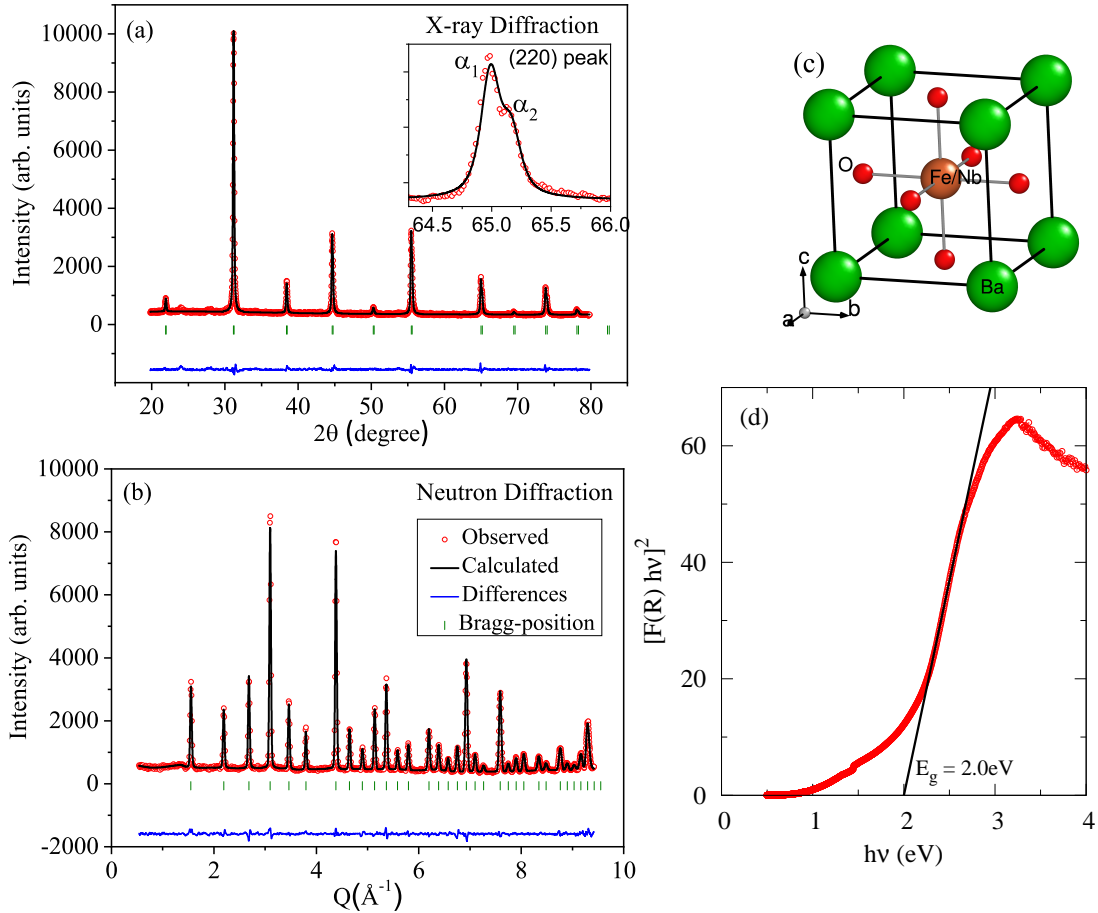 (a)
X-ray Diffraction
(220) peak
α1
α2
64.5 65.0 65.5 66.0
10000
8000
6000
4000
2000
0
Intensity (arb. units)
20 30 40 50 60 70 80
2θ (degree)
(b)
Neutron Diffraction
Observed
Calculated
Differences
Bragg-position
10000
8000
6000
4000
2000
0
-2000
Intensity (arb. units)
0 2 4 6 8 10
Q(Å-1)
(c)
O
Fe/Nb
Ba
c
a
b
(d)
60
40
20
0
[F(R) hν]2
Eg = 2.0eV
0 1 2 3 4
hν (eV)